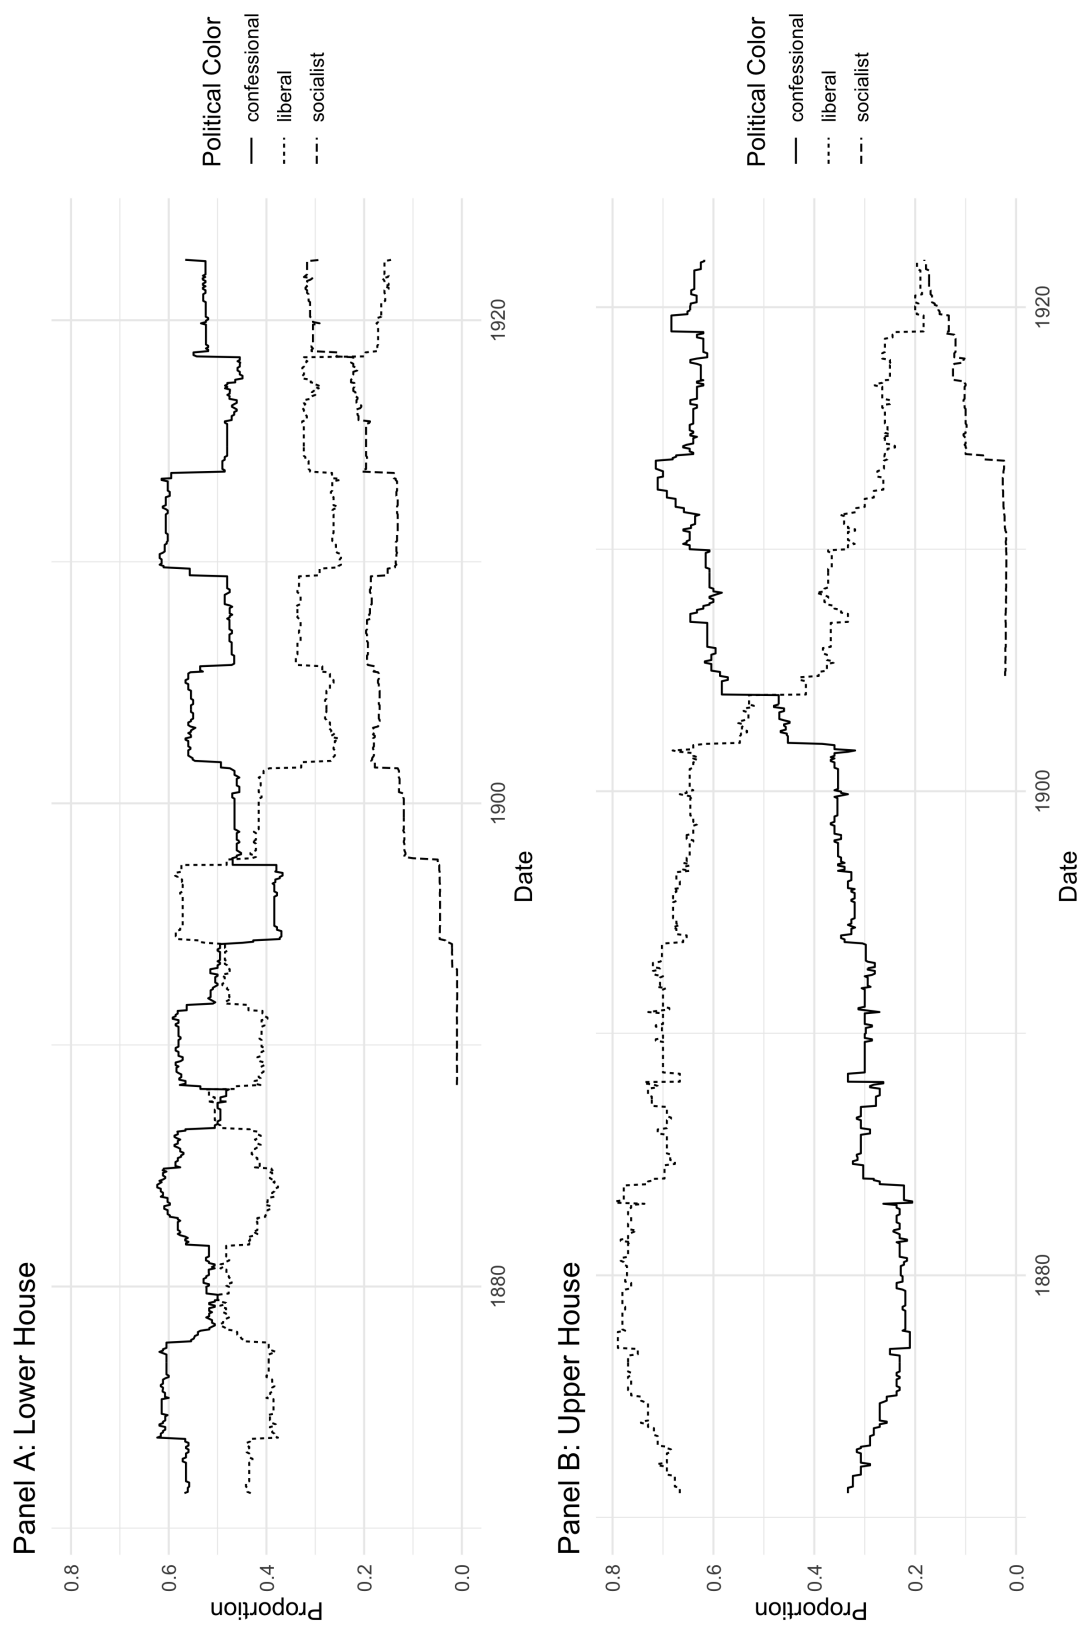 Panel A: Lower House
0.8
0.6
0.4
0.2
0.0
Proportion
1880
1900
1920
Date
Political Color
confessional
liberal
socialist
Panel B: Upper House
0.8
0.6
0.4
0.2
0.0
Proportion
1880
1900
1920
Date
Political Color
confessional
liberal
socialist